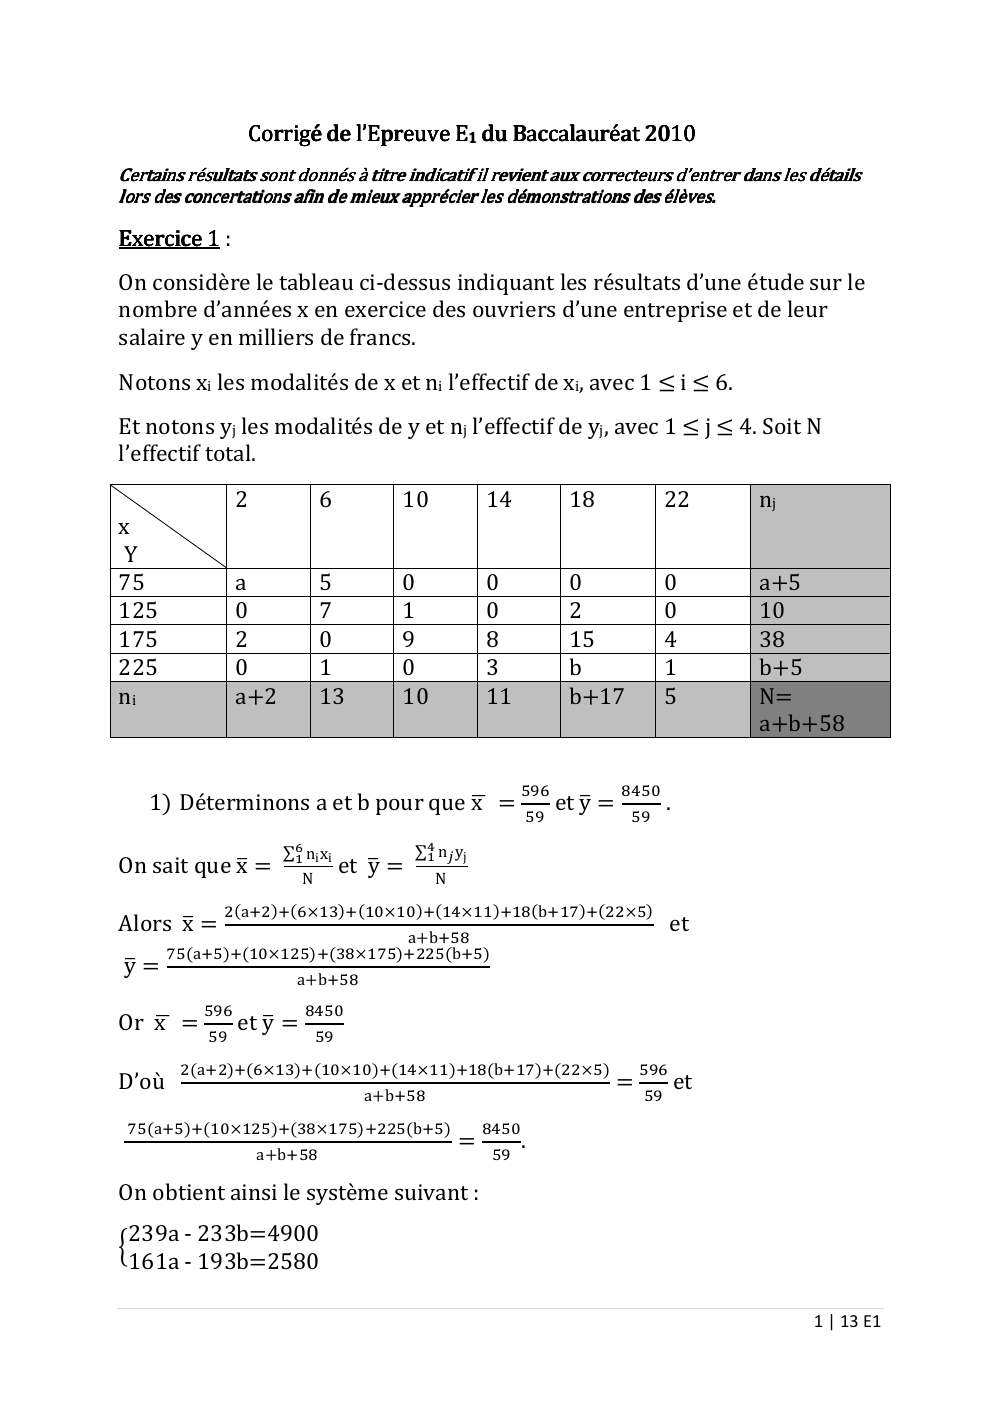 Corrigé de l'Epreuve E₁ du Baccalauréat 2010
Certains résultats sont donnés à titre indicatif il revient aux correcteurs d'entrer dans les détails
lors des concertations afin de mieux apprécier les démonstrations des élèves.
Exercice 1 :
On considère le tableau ci-dessus indiquant les résultats d'une étude sur le
nombre d'années x en exercice des ouvriers d'une entreprise et de leur
salaire y en milliers de francs.
Notons xᵢ les modalités de x et nᵢ l'effectif de xᵢ, avec 1 ≤ i ≤ 6.
Et notons yⱼ les modalités de y et nⱼ l'effectif de yⱼ, avec 1 ≤ j ≤ 4. Soit N
l'effectif total.
x Y 2 6 10 14 18 22 nⱼ
75 a 5 0 0 0 0 a+5
125 0 7 1 0 2 0 10
175 2 0 9 8 15 4 38
225 0 1 0 3 b 1 b+5
nᵢ a+2 13 10 11 b+17 5 N= a+b+58
1) Déterminons a et b pour que x̅ = 596/59 et y̅ = 8450/59 .
On sait que x̅ = ∑₁⁶ nᵢxᵢ / N et y̅ = ∑₁⁴ nⱼyⱼ / N
Alors x̅ = 2(a+2)+(6×13)+(10×10)+(14×11)+18(b+17)+(22×5) / a+b+58 et
y̅ = 75(a+5)+(10×125)+(38×175)+225(b+5) / a+b+58
Or x̅ = 596/59 et y̅ = 8450/59
D'où 2(a+2)+(6×13)+(10×10)+(14×11)+18(b+17)+(22×5) / a+b+58 = 596/59 et
75(a+5)+(10×125)+(38×175)+225(b+5) / a+b+58 = 8450/59.
On obtient ainsi le système suivant :
{239a - 233b=4900
161a - 193b=2580
1 | 13 E1